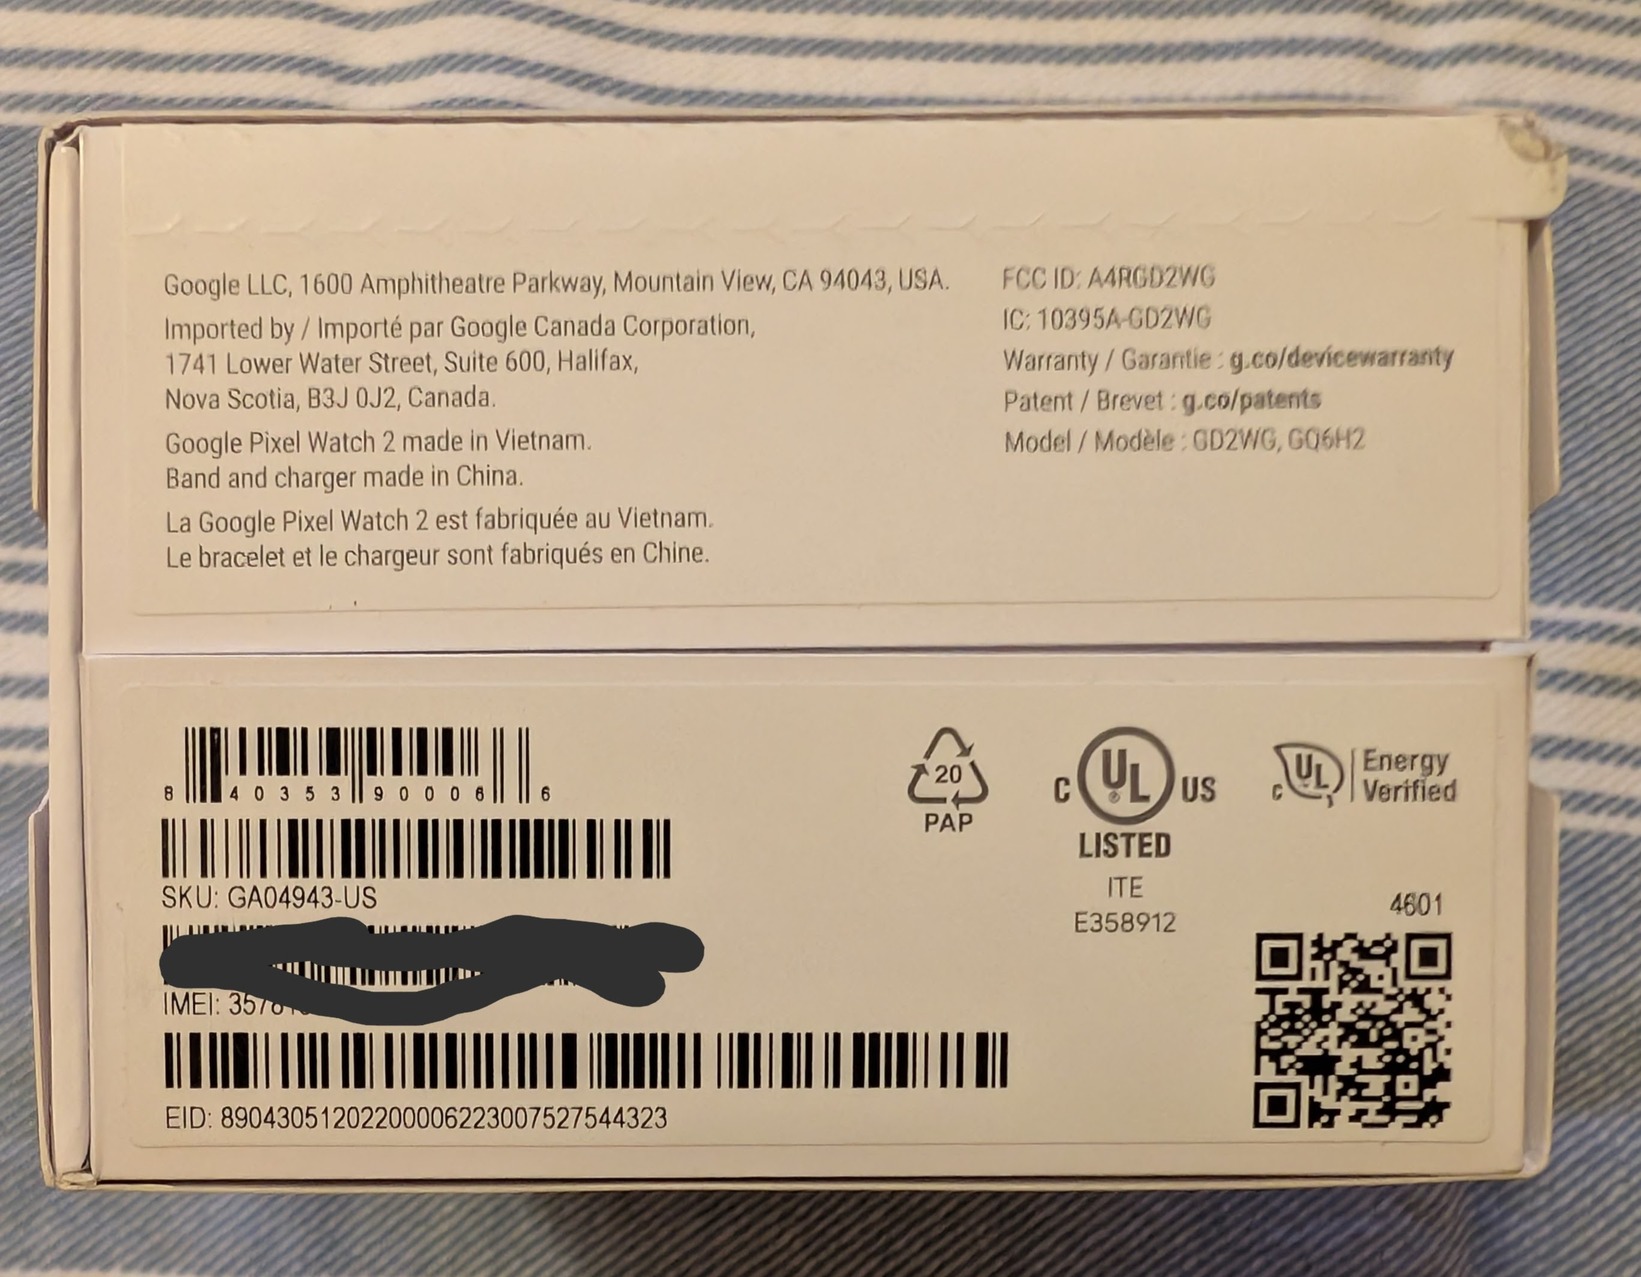 Google LLC, 1600 Amphitheatre Parkway, Mountain View, CA 94043, USA.
Imported by / Importé par Google Canada Corporation,
1741 Lower Water Street, Suite 600, Halifax,
Nova Scotia, B3J 0J2, Canada.
Google Pixel Watch 2 made in Vietnam.
Band and charger made in China.
La Google Pixel Watch 2 est fabriquée au Vietnam.
Le bracelet et le chargeur sont fabriqués en Chine.
FCC ID: A4RGD2WG
IC: 10395A-GD2WG
Warranty / Garantie : g.co/devicewarranty
Patent / Brevet : g.co/patents
Model / Modèle : GD2WG, GQ6H2
8 40353 90006 6
SKU: GA04943-US
IMEI:
EID: 89043051202200006223007527544323
20
PAP
C UL ® US
LISTED
ITE
E358912
c UL Energy
Verified
4601